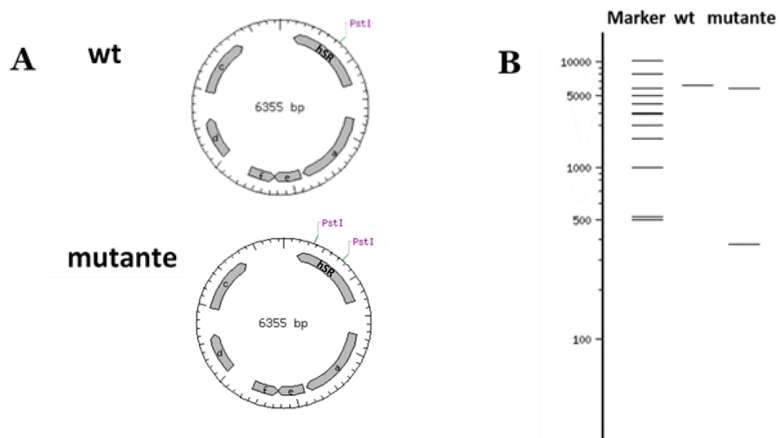 A
wt
PstI
hSR
c
6355 bp
d
a
f
e
mutante
PstI
PstI
hSR
c
6355 bp
d
a
f
e
B
Marker wt mutante
10000
5000
1000
500
100